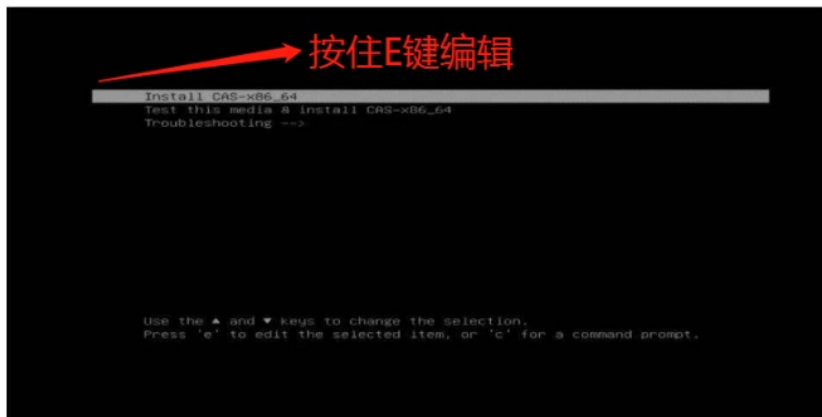 按住E键编辑
Install CAS-x86_64
Test this media & install CAS-x86_64
Troubleshooting -->
Use the ▲ and ▼ keys to change the selection.
Press 'e' to edit the selected item, or 'c' for a command prompt.